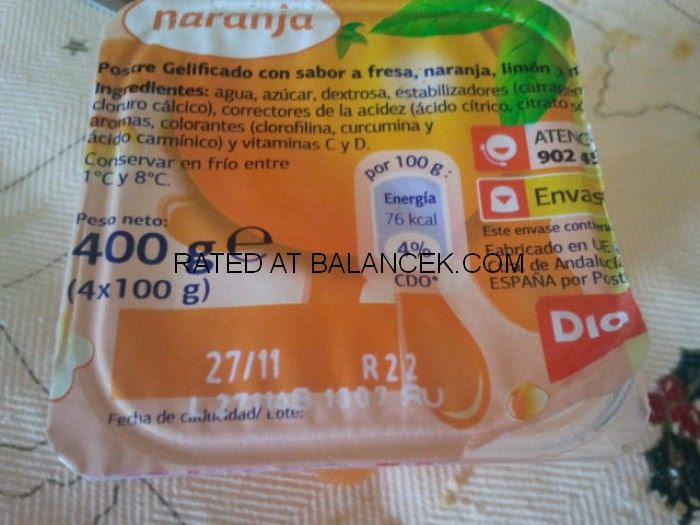 naranja
Postre Gelificado con sabor a fresa, naranja, limón
Ingredientes: agua, azúcar, dextrosa, estabilizadores (carragen
cloruro cálcico), correctores de la acidez (ácido cítrico, citrato
aromas, colorantes (clorofilina, curcumina y
ácido carmínico) y vitaminas C y D.
Conservar en frío entre
1°C y 8°C.
Peso neto:
400 g e
(4x100 g)
por 100 g:
Energía
76 kcal
4%
CDO*
ATENC
902
Envas
Este envase contiene
Fabricado en UE
de Andalucía
ESPAÑA por
Dia
RATED AT BALANCEK.COM
27/11 R22
Fecha de caducidad/ Lote: